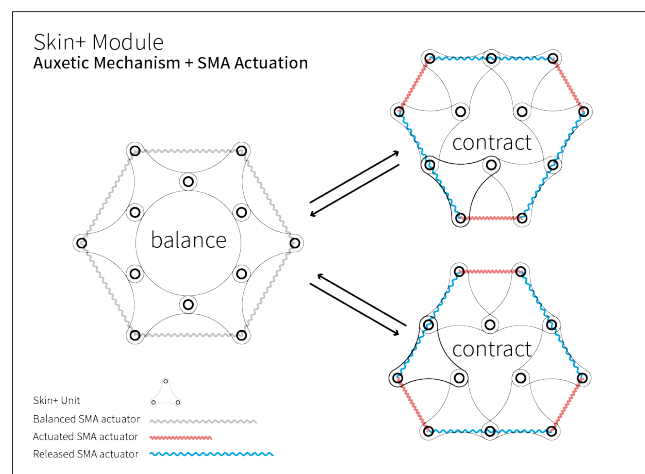 Skin+ Module
Auxetic Mechanism + SMA Actuation
contract
balance
contract
Skin+ Unit
Balanced SMA actuator
Actuated SMA actuator
Released SMA actuator